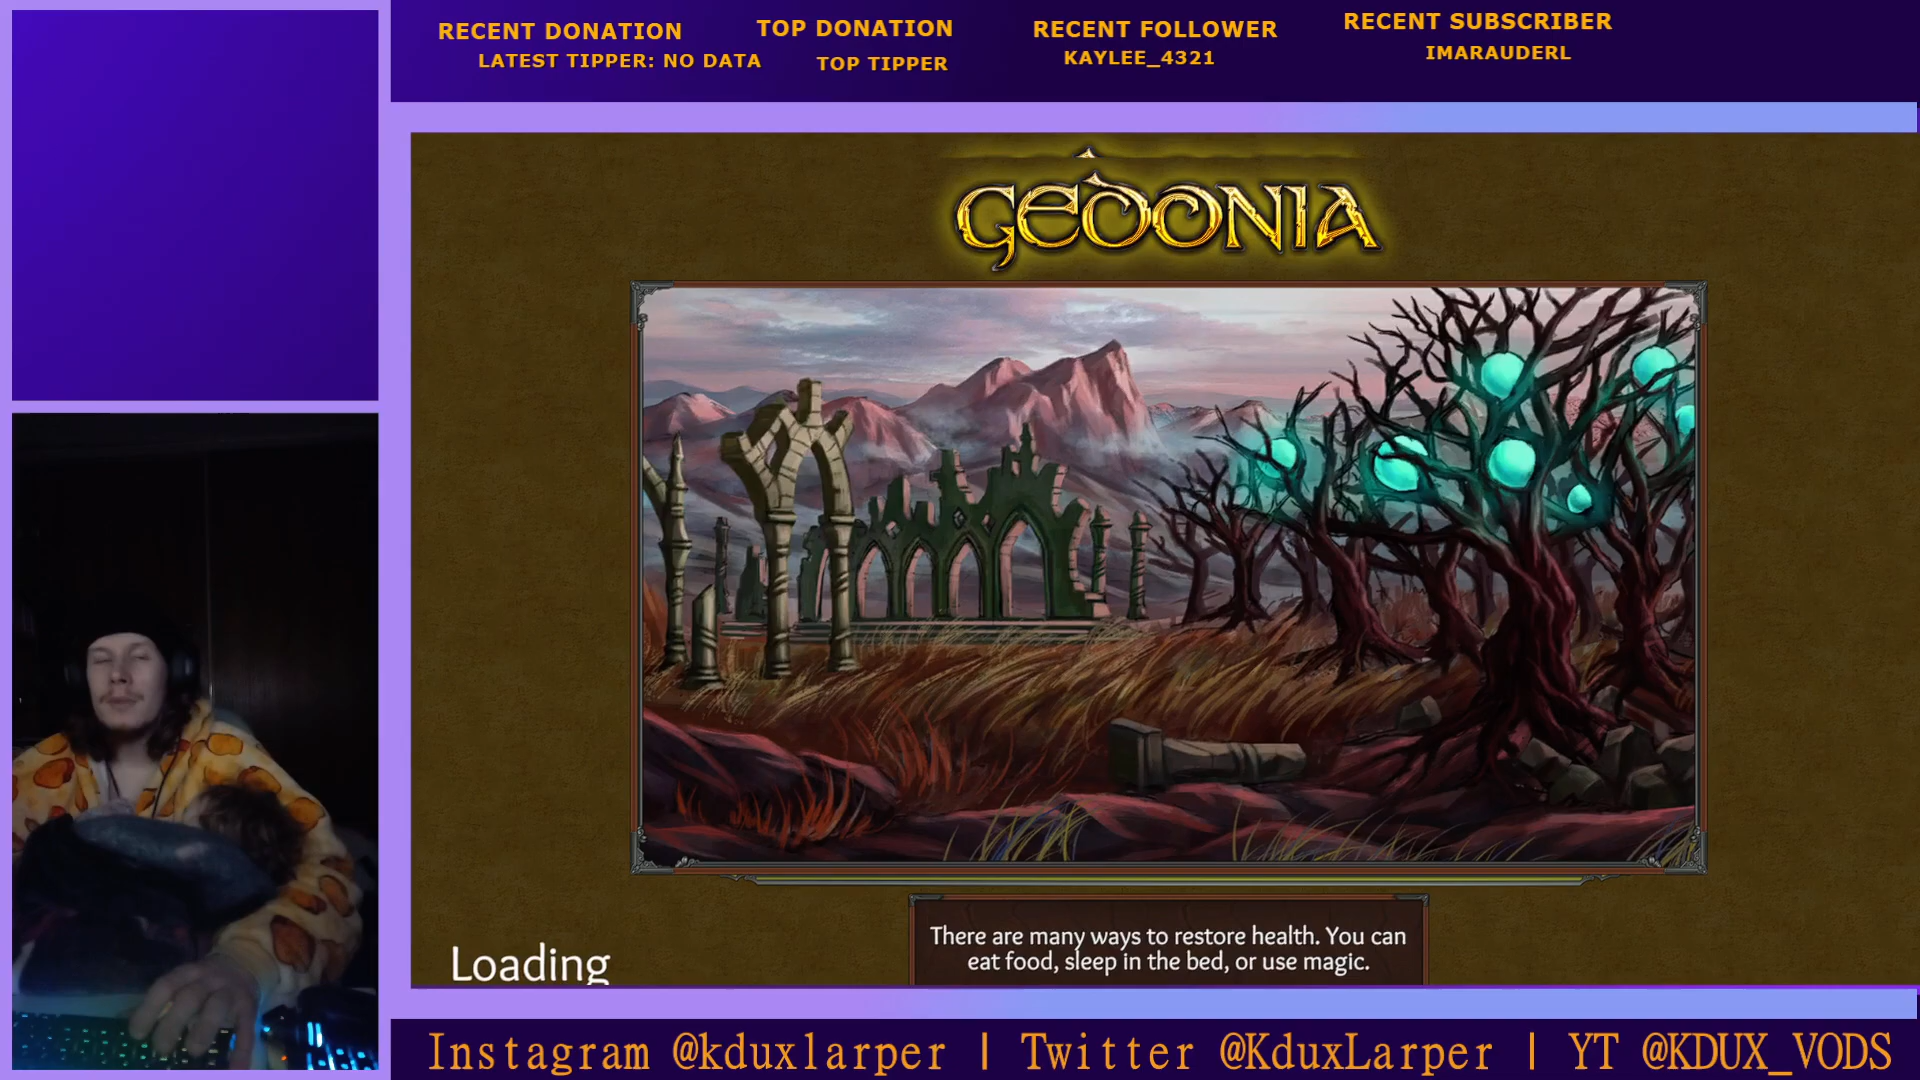 RECENT DONATION
LATEST TIPPER: NO DATA
TOP DONATION
TOP TIPPER
RECENT FOLLOWER
KAYLEE_4321
RECENT SUBSCRIBER
IMARAUDERL
GEDONIA
There are many ways to restore health. You can
eat food, sleep in the bed, or use magic.
Loading
Instagram @kduxlarper | Twitter @KduxLarper | YT @KDUX_VODS